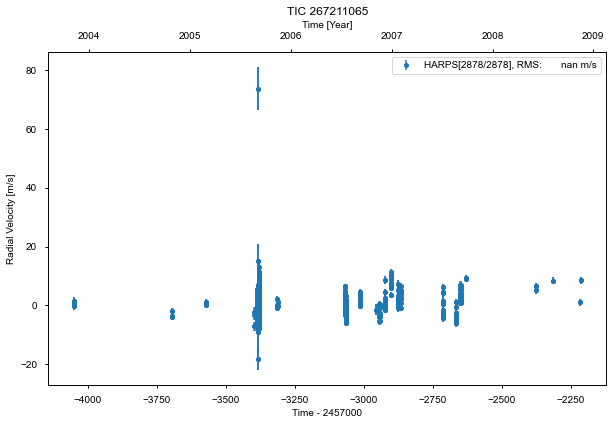 TIC 267211065
Time [Year]
2004 2005 2006 2007 2008 2009
HARPS[2878/2878], RMS: nan m/s
Radial Velocity [m/s]
80
60
40
20
0
−20
−4000 −3750 −3500 −3250 −3000 −2750 −2500 −2250
Time - 2457000